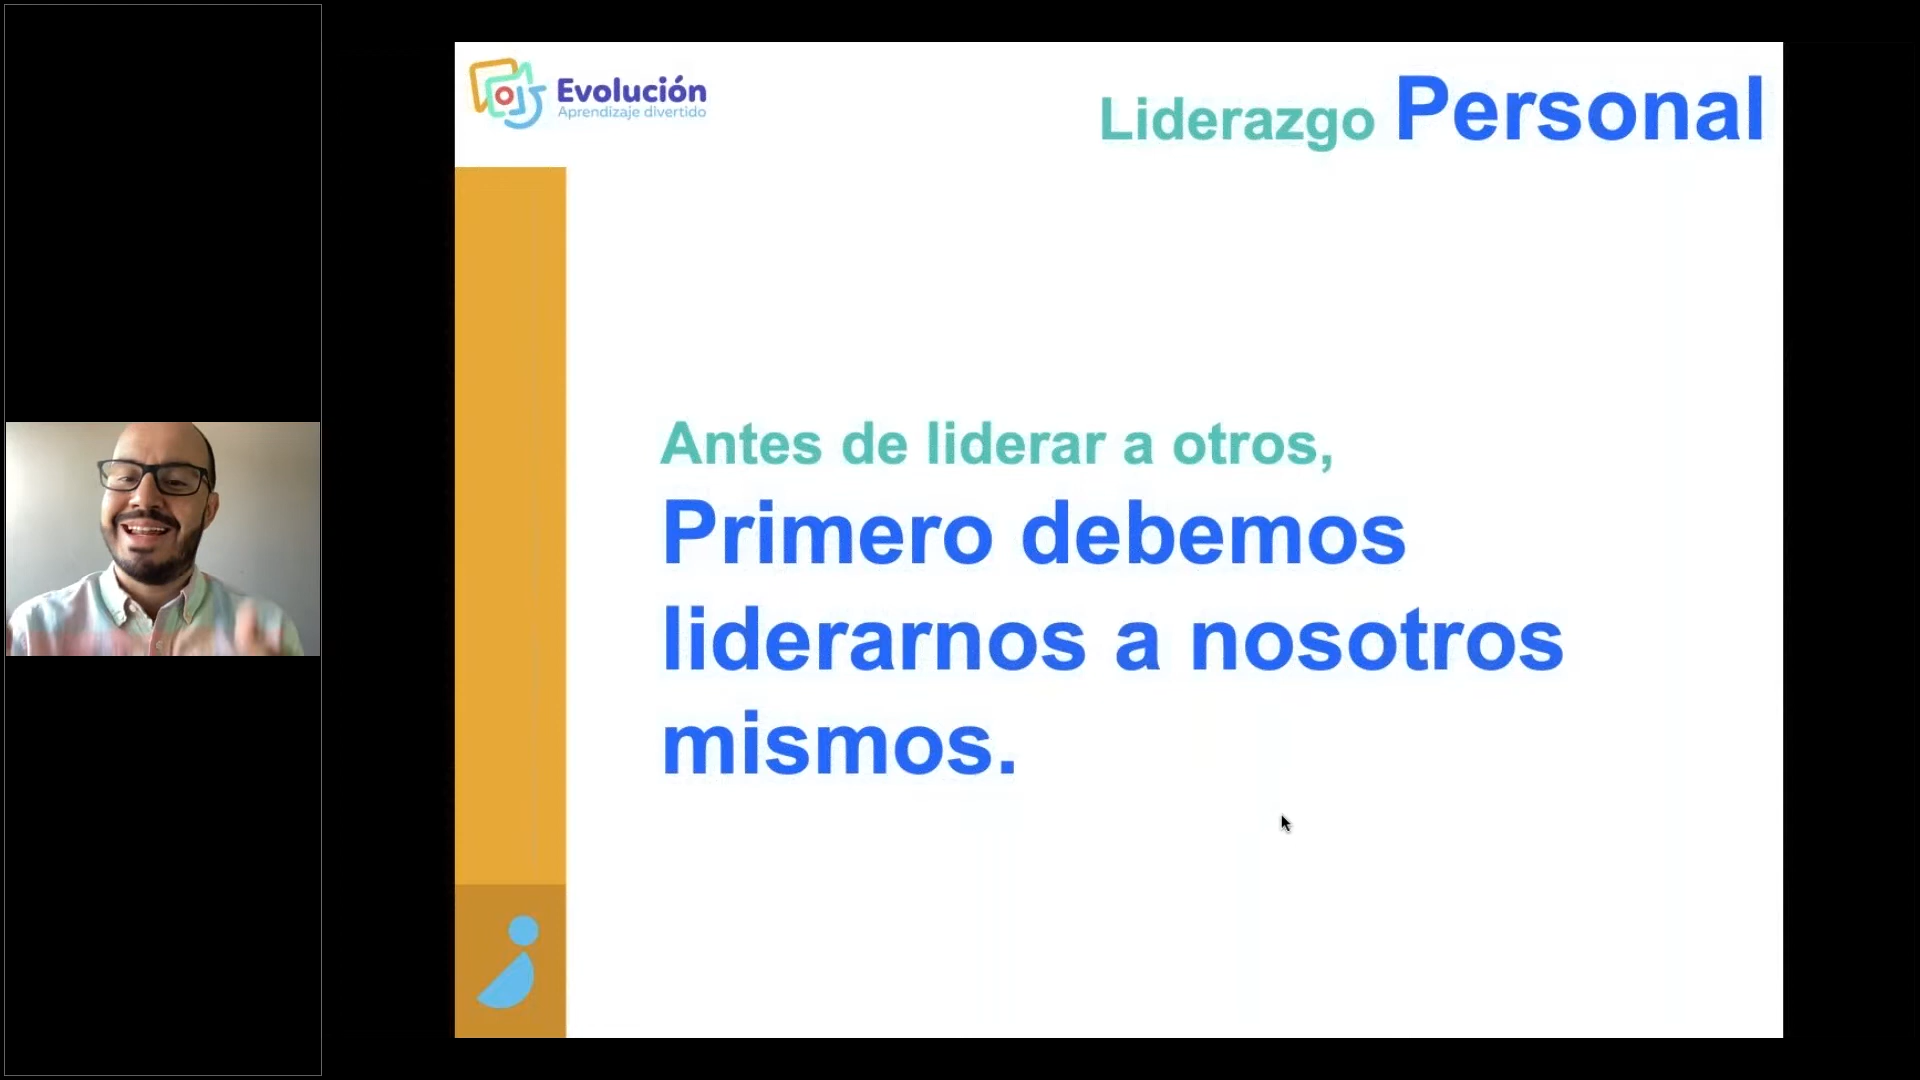 Evolución
Aprendizaje divertido
Liderazgo Personal
Antes de liderar a otros,
Primero debemos
liderarnos a nosotros
mismos.